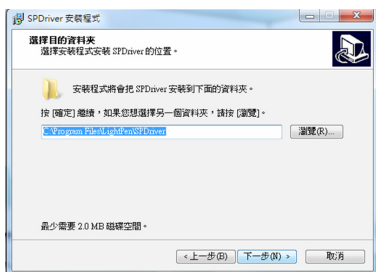 SPDriver 安裝程式
選擇目的資料夾
選擇安裝程式安裝 SPDriver 的位置。
安裝程式將會把 SPDriver 安裝到下面的資料夾。
按 [確定] 繼續，如果您想選擇另一個資料夾，請按 [瀏覽]。
C:\Program Files\LightPen\SPDriver
瀏覽(R)...
最少需要 2.0 MB 磁碟空間。
<上一步(B)
下一步(N) >
取消